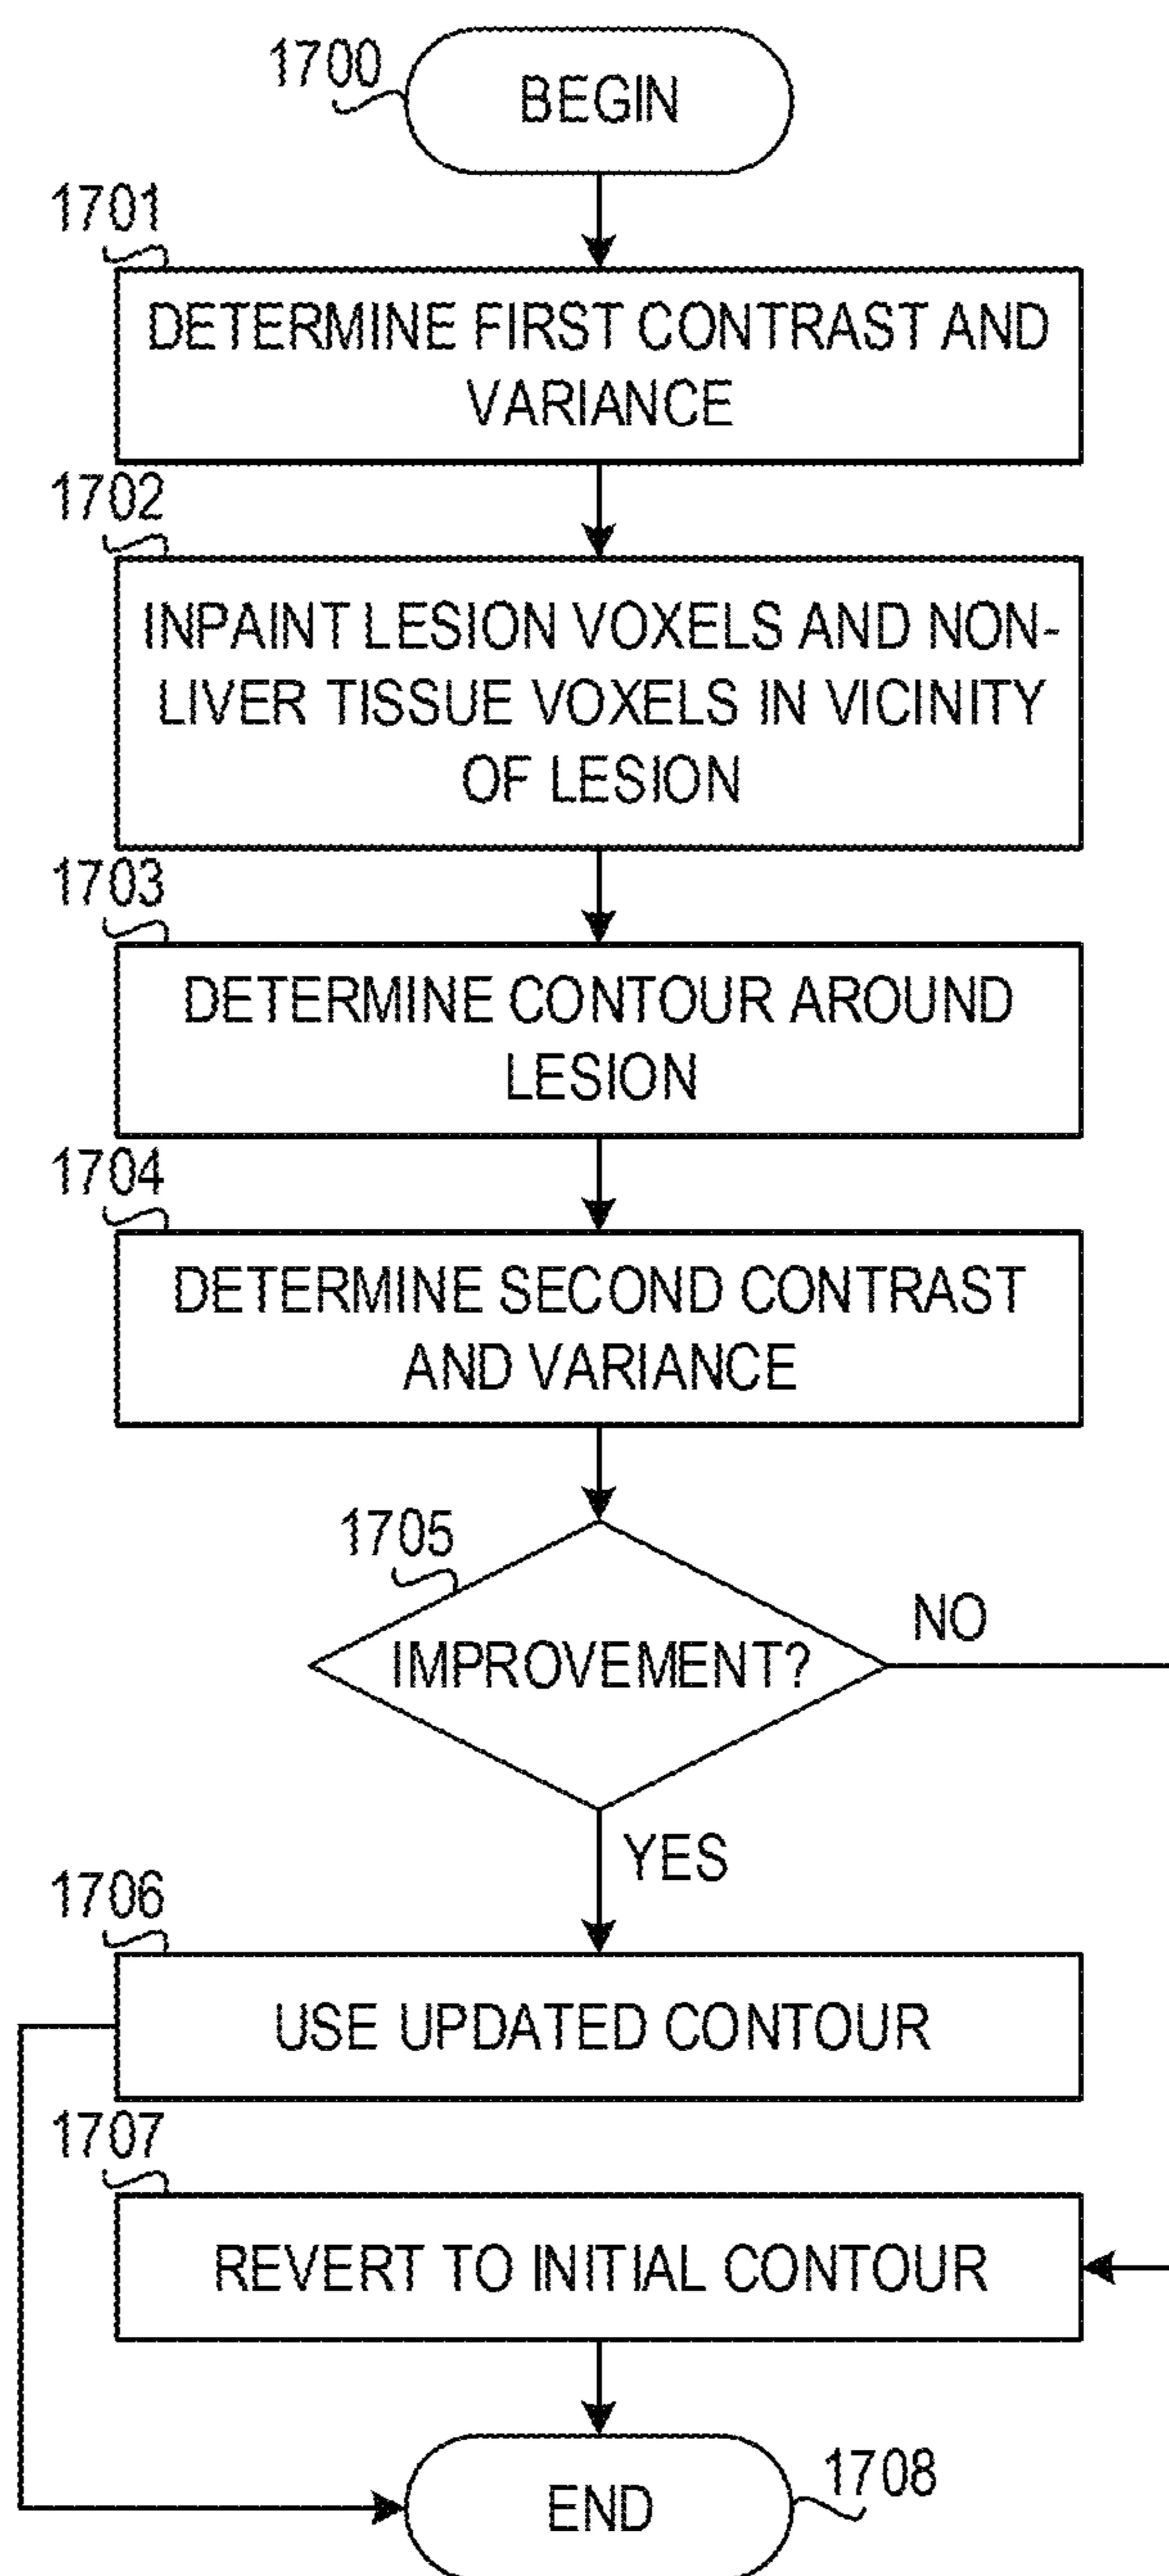 1700
BEGIN
1701
DETERMINE FIRST CONTRAST AND
VARIANCE
1702
INPAINT LESION VOXELS AND NON-
LIVER TISSUE VOXELS IN VICINITY
OF LESION
1703
DETERMINE CONTOUR AROUND
LESION
1704
DETERMINE SECOND CONTRAST
AND VARIANCE
1705
IMPROVEMENT?
NO
YES
1706
USE UPDATED CONTOUR
1707
REVERT TO INITIAL CONTOUR
END
1708